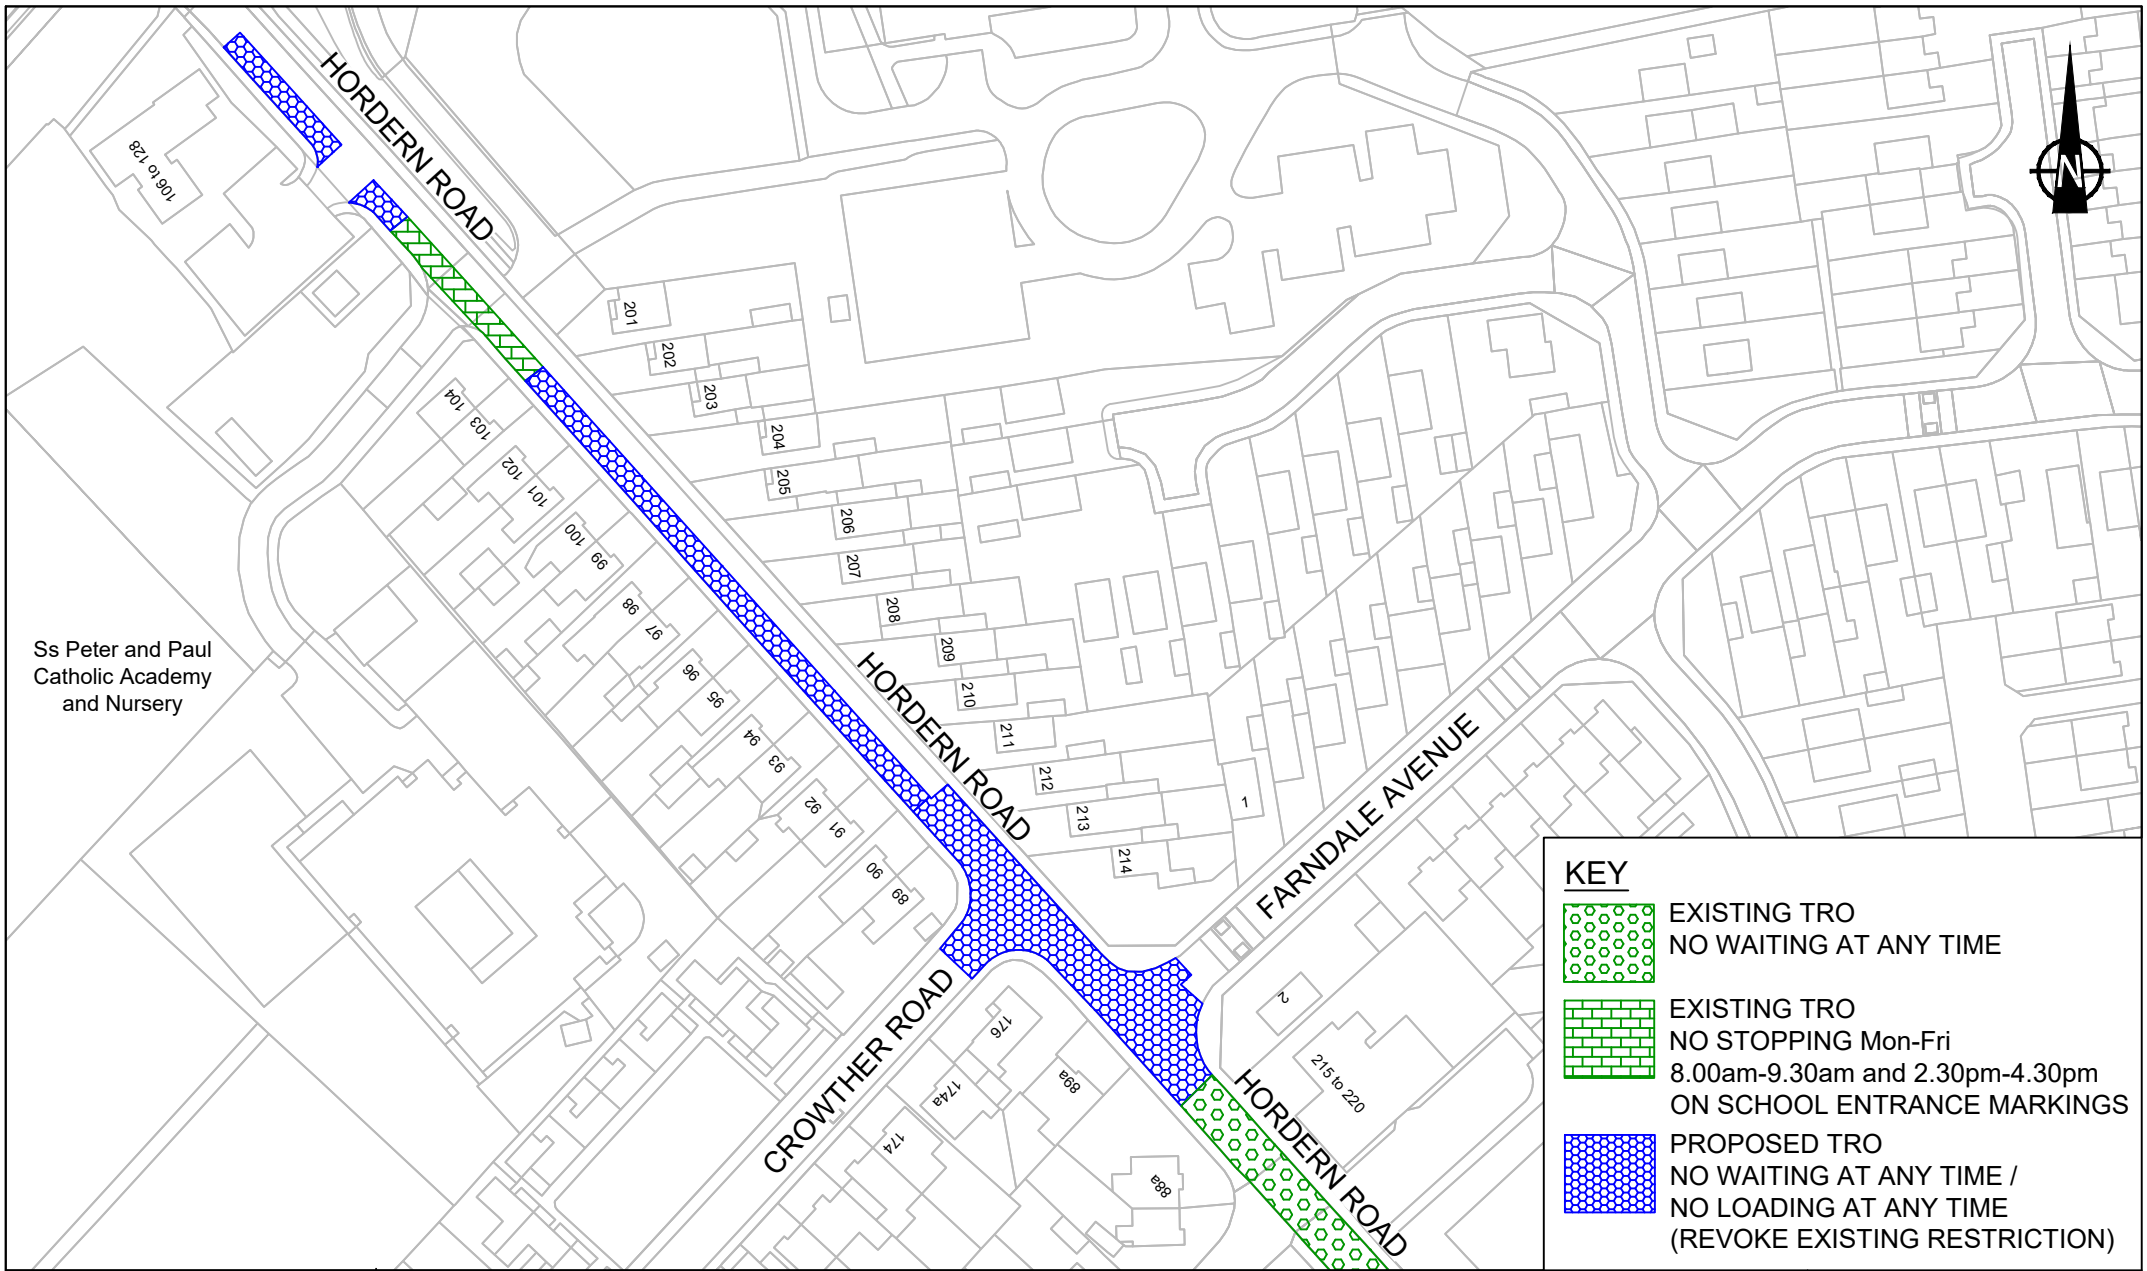 HORDERN ROAD
106 to 128
201
202
203
204
205
206
207
208
209
210
211
212
213
214
104
103
102
101
100
99
98
97
96
95
94
93
92
91
90
89
Ss Peter and Paul
Catholic Academy
and Nursery
HORDERN ROAD
1
FARNDALE AVENUE
2
215 to 220
CROWTHER ROAD
176
174a
174
89a
88a
HORDERN ROAD
N
KEY
EXISTING TRO
NO WAITING AT ANY TIME
EXISTING TRO
NO STOPPING Mon-Fri
8.00am-9.30am and 2.30pm-4.30pm
ON SCHOOL ENTRANCE MARKINGS
PROPOSED TRO
NO WAITING AT ANY TIME /
NO LOADING AT ANY TIME
(REVOKE EXISTING RESTRICTION)